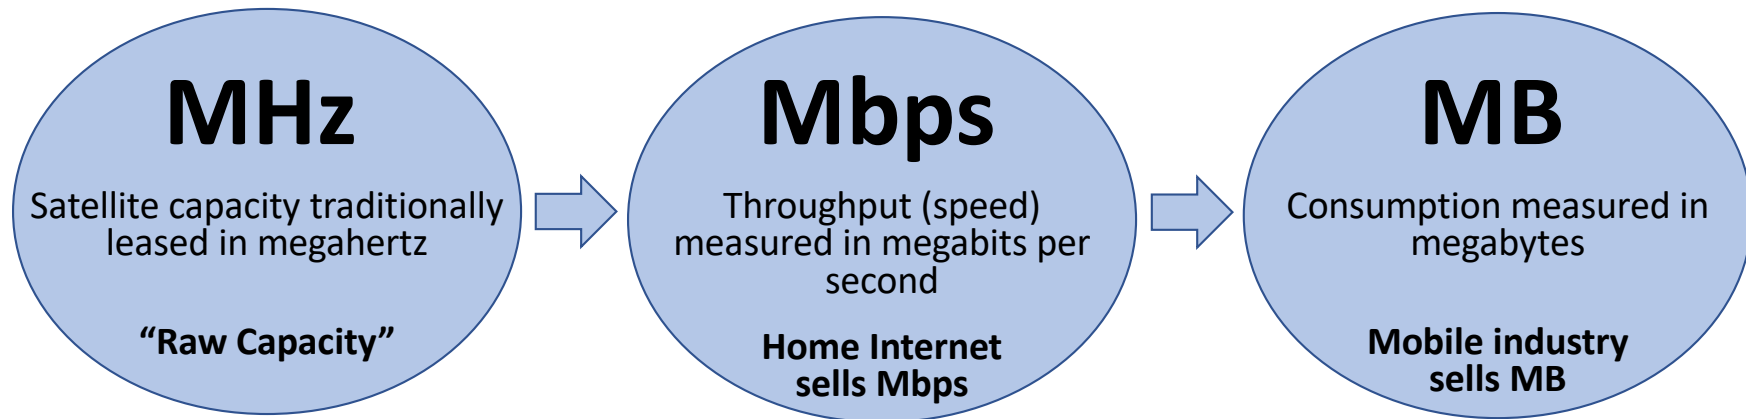 MHz
Satellite capacity traditionally
leased in megahertz
“Raw Capacity”
Mbps
Throughput (speed)
measured in megabits per
second
Home Internet
sells Mbps
MB
Consumption measured in
megabytes
Mobile industry
sells MB